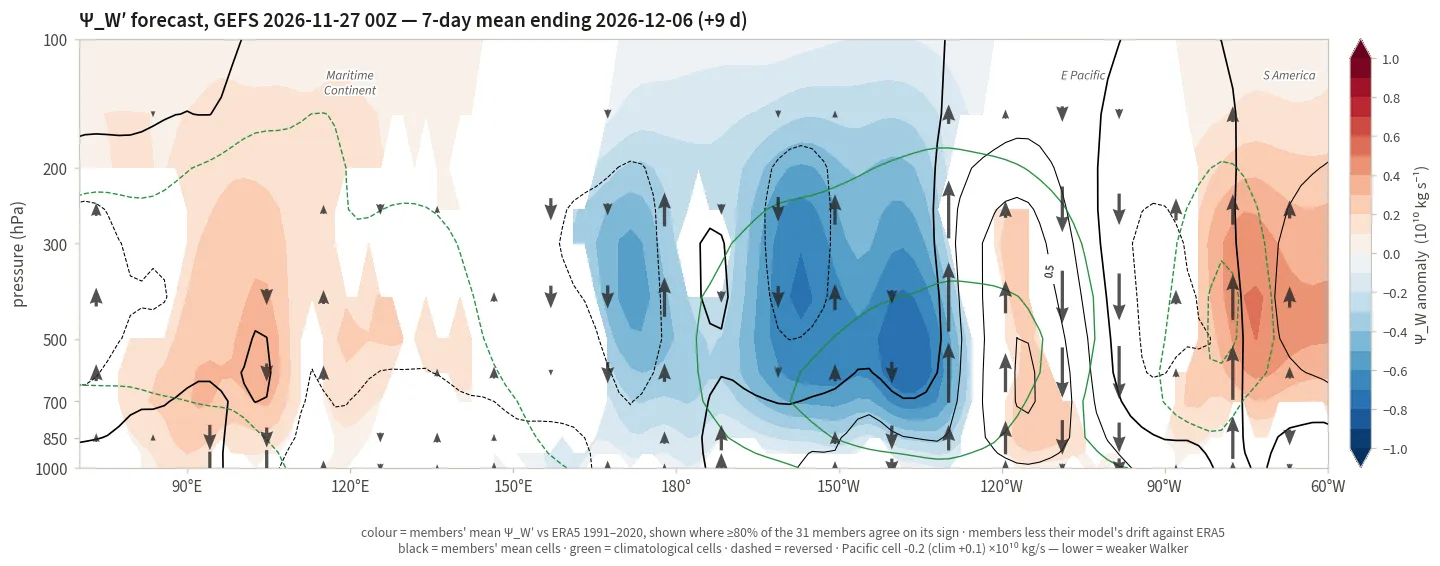 Ψ_W′ forecast, GEFS 2026-11-27 00Z — 7-day mean ending 2026-12-06 (+9 d)
100
200
300
400
500
700
850
1000
pressure (hPa)
Maritime
Continent
E Pacific
S America
0.5
90°E
120°E
150°E
180°
150°W
120°W
90°W
60°W
1.0
0.8
0.6
0.4
0.2
0.0
−0.2
−0.4
−0.6
−0.8
−1.0
Ψ_W anomaly (10¹⁰ kg s⁻¹)
colour = members' mean Ψ_W′ vs ERA5 1991–2020, shown where ≥80% of the 31 members agree on its sign · members less their model's drift against ERA5
black = members' mean cells · green = climatological cells · dashed = reversed · Pacific cell -0.2 (clim +0.1) ×10¹⁰ kg/s — lower = weaker Walker